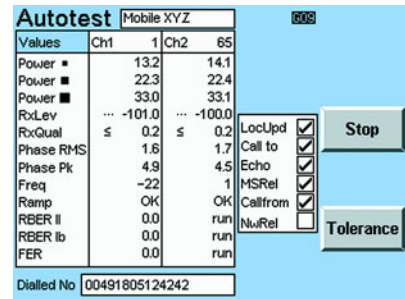 Autotest Mobile XYZ G09
Values Ch1 1 Ch2 65
Power ▪ 13.2 14.1
Power ■ 22.3 22.4
Power ■ 33.0 33.1
RxLev ... -101.0 ... -100.0
RxQual ≤ 0.2 ≤ 0.2
Phase RMS 1.6 1.7
Phase Pk 4.9 4.5
Freq -22 1
Ramp OK OK
RBER II 0.0 run
RBER Ib 0.0 run
FER 0.0 run
LocUpd
Call to
Echo
MSRel
Callfrom
NwRel
Stop
Tolerance
Dialled No 00491805124242